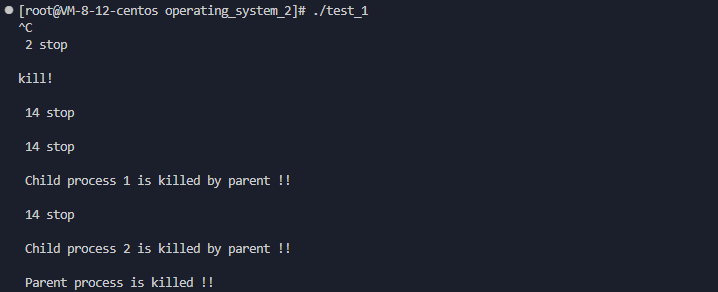 [root@VM-8-12-centos operating_system_2]# ./test_1
^C
2 stop
kill!
14 stop
14 stop
Child process 1 is killed by parent !!
14 stop
Child process 2 is killed by parent !!
Parent process is killed !!